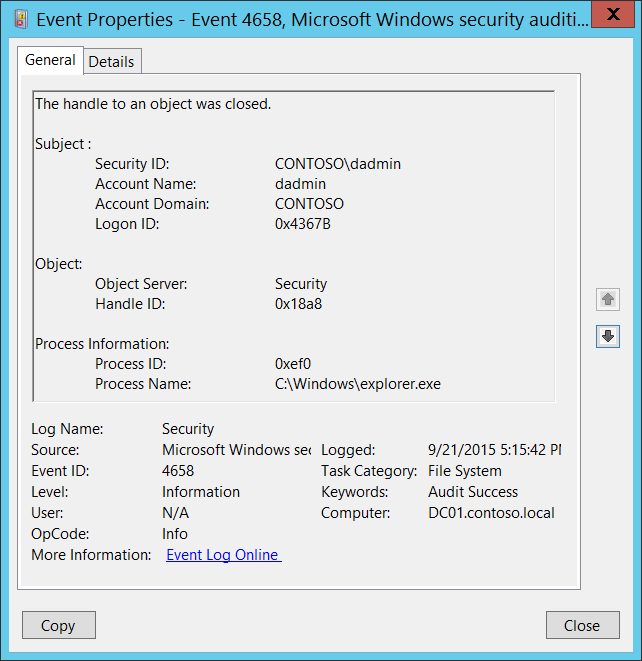 Event Properties - Event 4658, Microsoft Windows security auditi...
X
General
Details
The handle to an object was closed.
Subject :
Security ID: CONTOSO\dadmin
Account Name: dadmin
Account Domain: CONTOSO
Logon ID: 0x4367B
Object:
Object Server: Security
Handle ID: 0x18a8
Process Information:
Process ID: 0xef0
Process Name: C:\Windows\explorer.exe
Log Name: Security
Source: Microsoft Windows sec Logged: 9/21/2015 5:15:42 PM
Event ID: 4658 Task Category: File System
Level: Information Keywords: Audit Success
User: N/A Computer: DC01.contoso.local
OpCode: Info
More Information: Event Log Online
Copy
Close